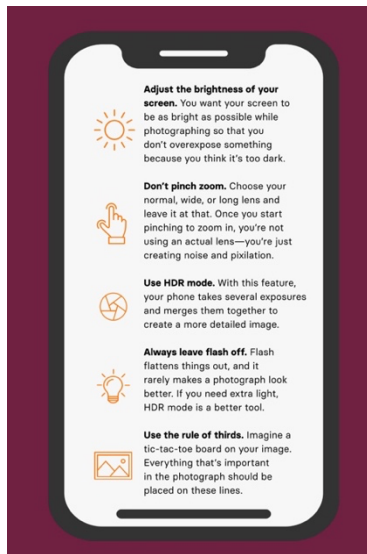 Adjust the brightness of your
screen. You want your screen to
be as bright as possible while
photographing so that you
don't overexpose something
because you think it's too dark.
Don't pinch zoom. Choose your
normal, wide, or long lens and
leave it at that. Once you start
pinching to zoom in, you're not
using an actual lens—you're just
creating noise and pixilation.
Use HDR mode. With this feature,
your phone takes several exposures
and merges them together to
create a more detailed image.
Always leave flash off. Flash
flattens things out, and it
rarely makes a photograph look
better. If you need extra light,
HDR mode is a better tool.
Use the rule of thirds. Imagine a
tic-tac-toe board on your image.
Everything that's important
in the photograph should be
placed on these lines.